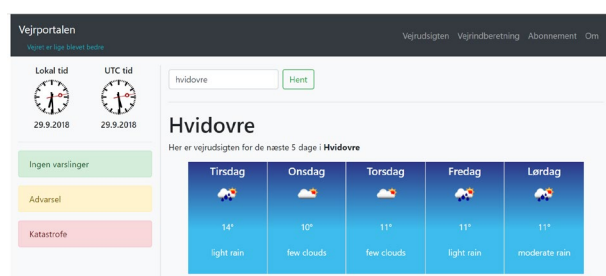 Vejrportalen
Vejret er lige blevet bedre
Vejrudsigten Vejrindberetning Abonnement Om
Lokal tid UTC tid
29.9.2018 29.9.2018
Ingen varslinger
Advarsel
Katastrofe
hvidovre Hent
Hvidovre
Her er vejrudsigten for de næste 5 dage i Hvidovre
Tirsdag Onsdag Torsdag Fredag Lørdag
14° 10° 11° 11° 11°
light rain few clouds few clouds light rain moderate rain